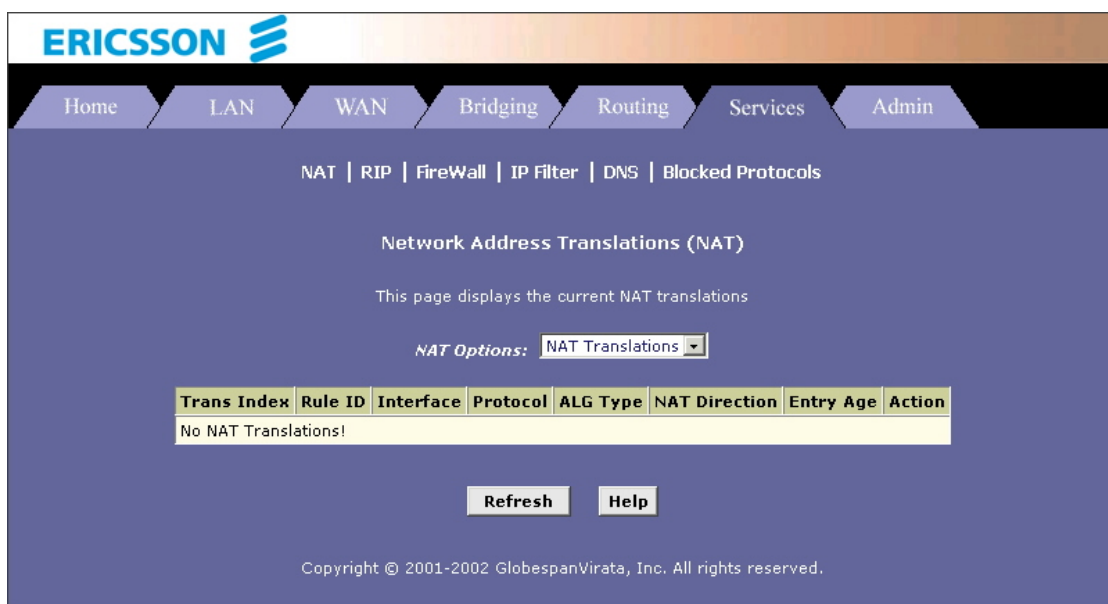 ERICSSON
Home LAN WAN Bridging Routing Services Admin
NAT | RIP | FireWall | IP Filter | DNS | Blocked Protocols
Network Address Translations (NAT)
This page displays the current NAT translations
NAT Options: NAT Translations
Trans Index Rule ID Interface Protocol ALG Type NAT Direction Entry Age Action
No NAT Translations!
Refresh Help
Copyright © 2001-2002 GlobespanVirata, Inc. All rights reserved.